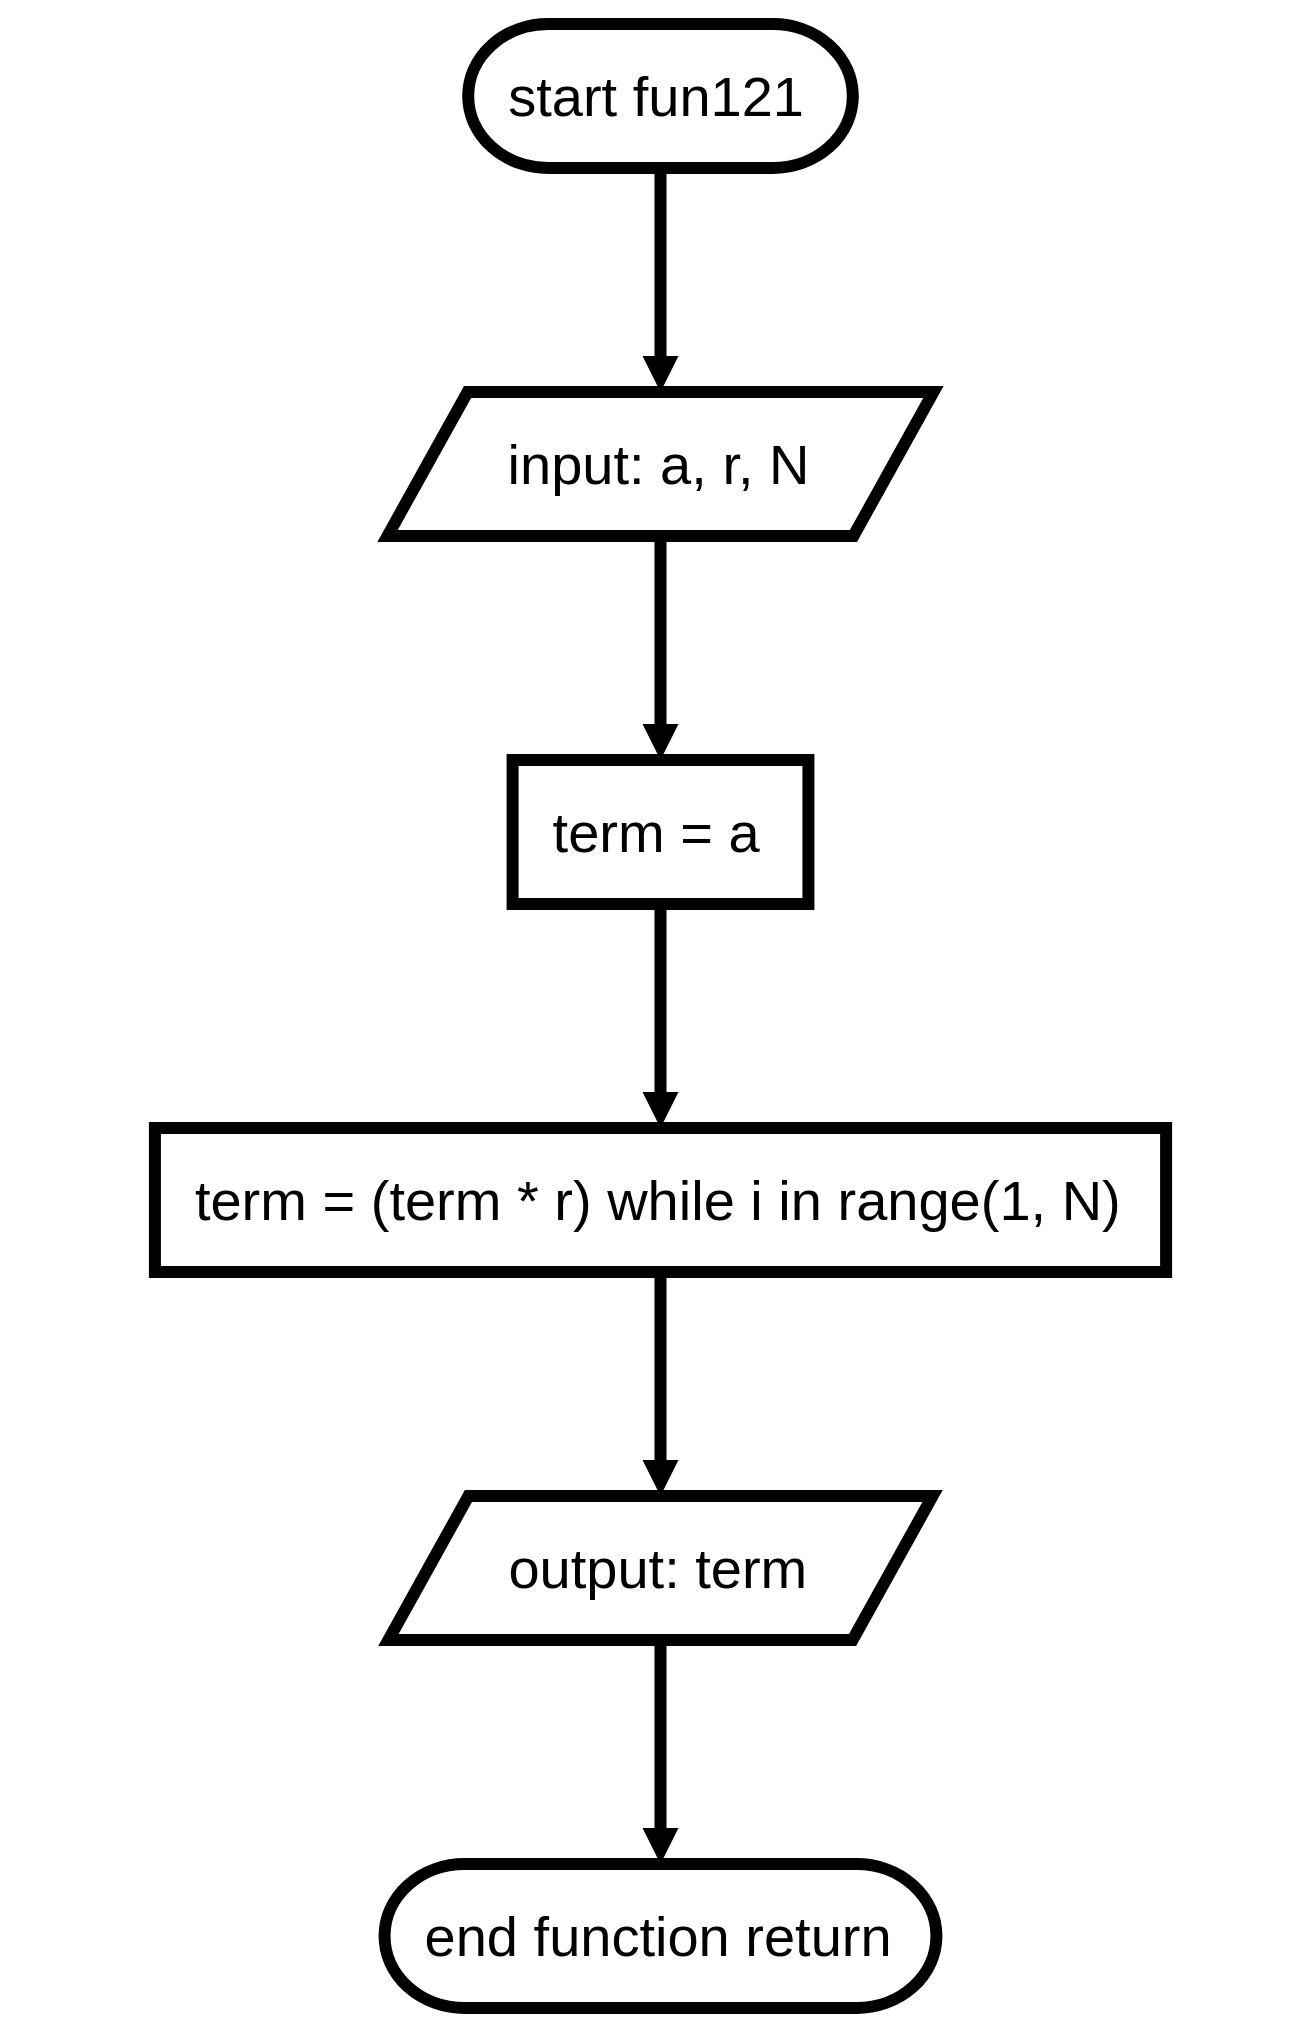 start fun121
input: a, r, N
term = a
term = (term * r) while i in range(1, N)
output: term
end function return